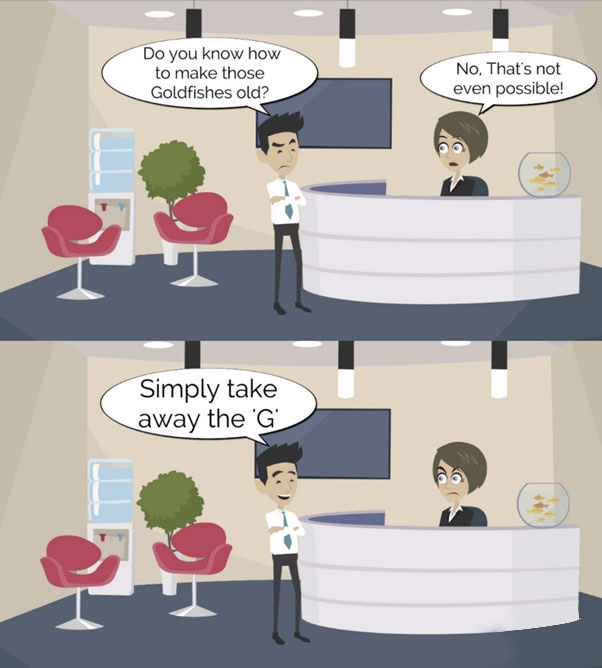 Do you know how
to make those
Goldfishes old?
No, That's not
even possible!
Simply take
away the 'G'